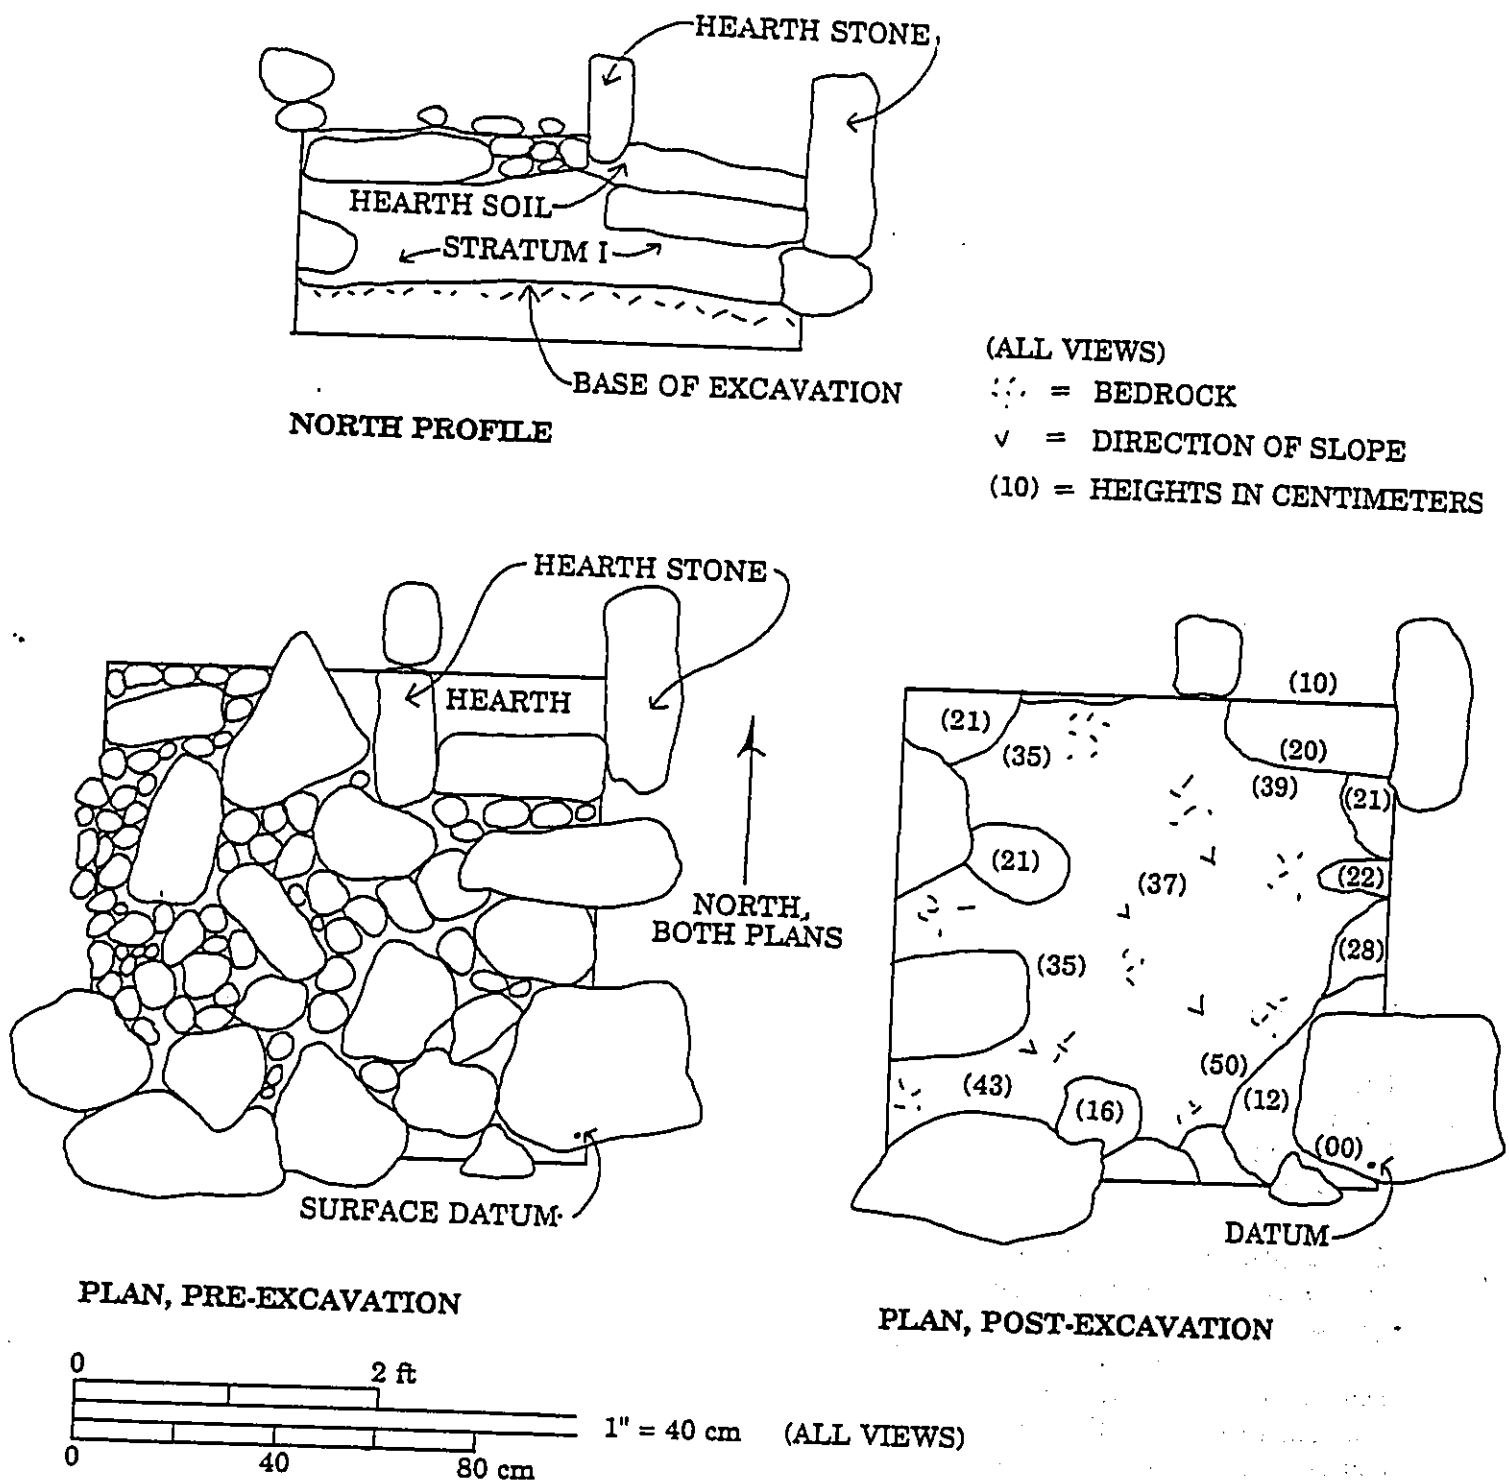 HEARTH STONE
HEARTH SOIL
STRATUM I
BASE OF EXCAVATION
NORTH PROFILE
(ALL VIEWS)
= BEDROCK
= DIRECTION OF SLOPE
(10) = HEIGHTS IN CENTIMETERS
HEARTH STONE
HEARTH
NORTH,
BOTH PLANS
SURFACE DATUM
PLAN, PRE-EXCAVATION
(10)
(21)
(35)
(20)
(39)
(21)
(21)
(37)
(22)
(35)
(28)
(50)
(43)
(16)
(12)
(00)
DATUM
PLAN, POST-EXCAVATION
0
2 ft
1" = 40 cm (ALL VIEWS)
0
40
80 cm